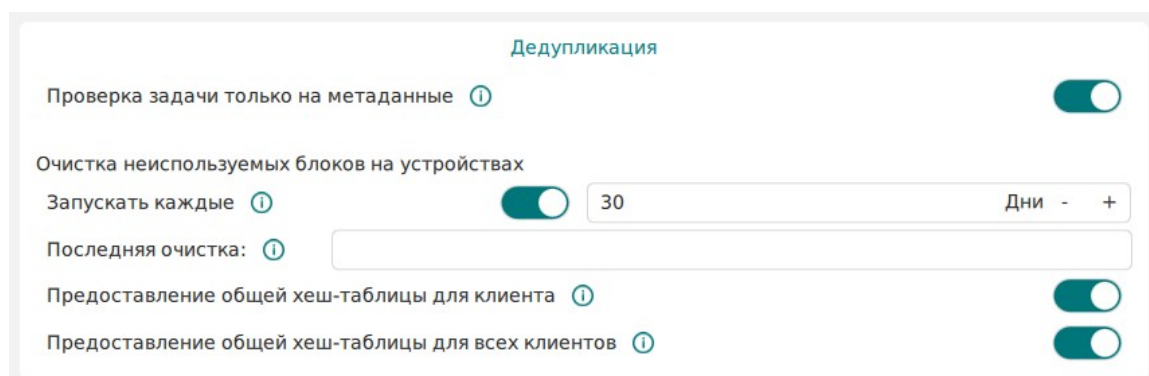 Дедупликация
Проверка задачи только на метаданные
Очистка неиспользуемых блоков на устройствах
Запускать каждые 30 Дни - +
Последняя очистка:
Предоставление общей хеш-таблицы для клиента
Предоставление общей хеш-таблицы для всех клиентов